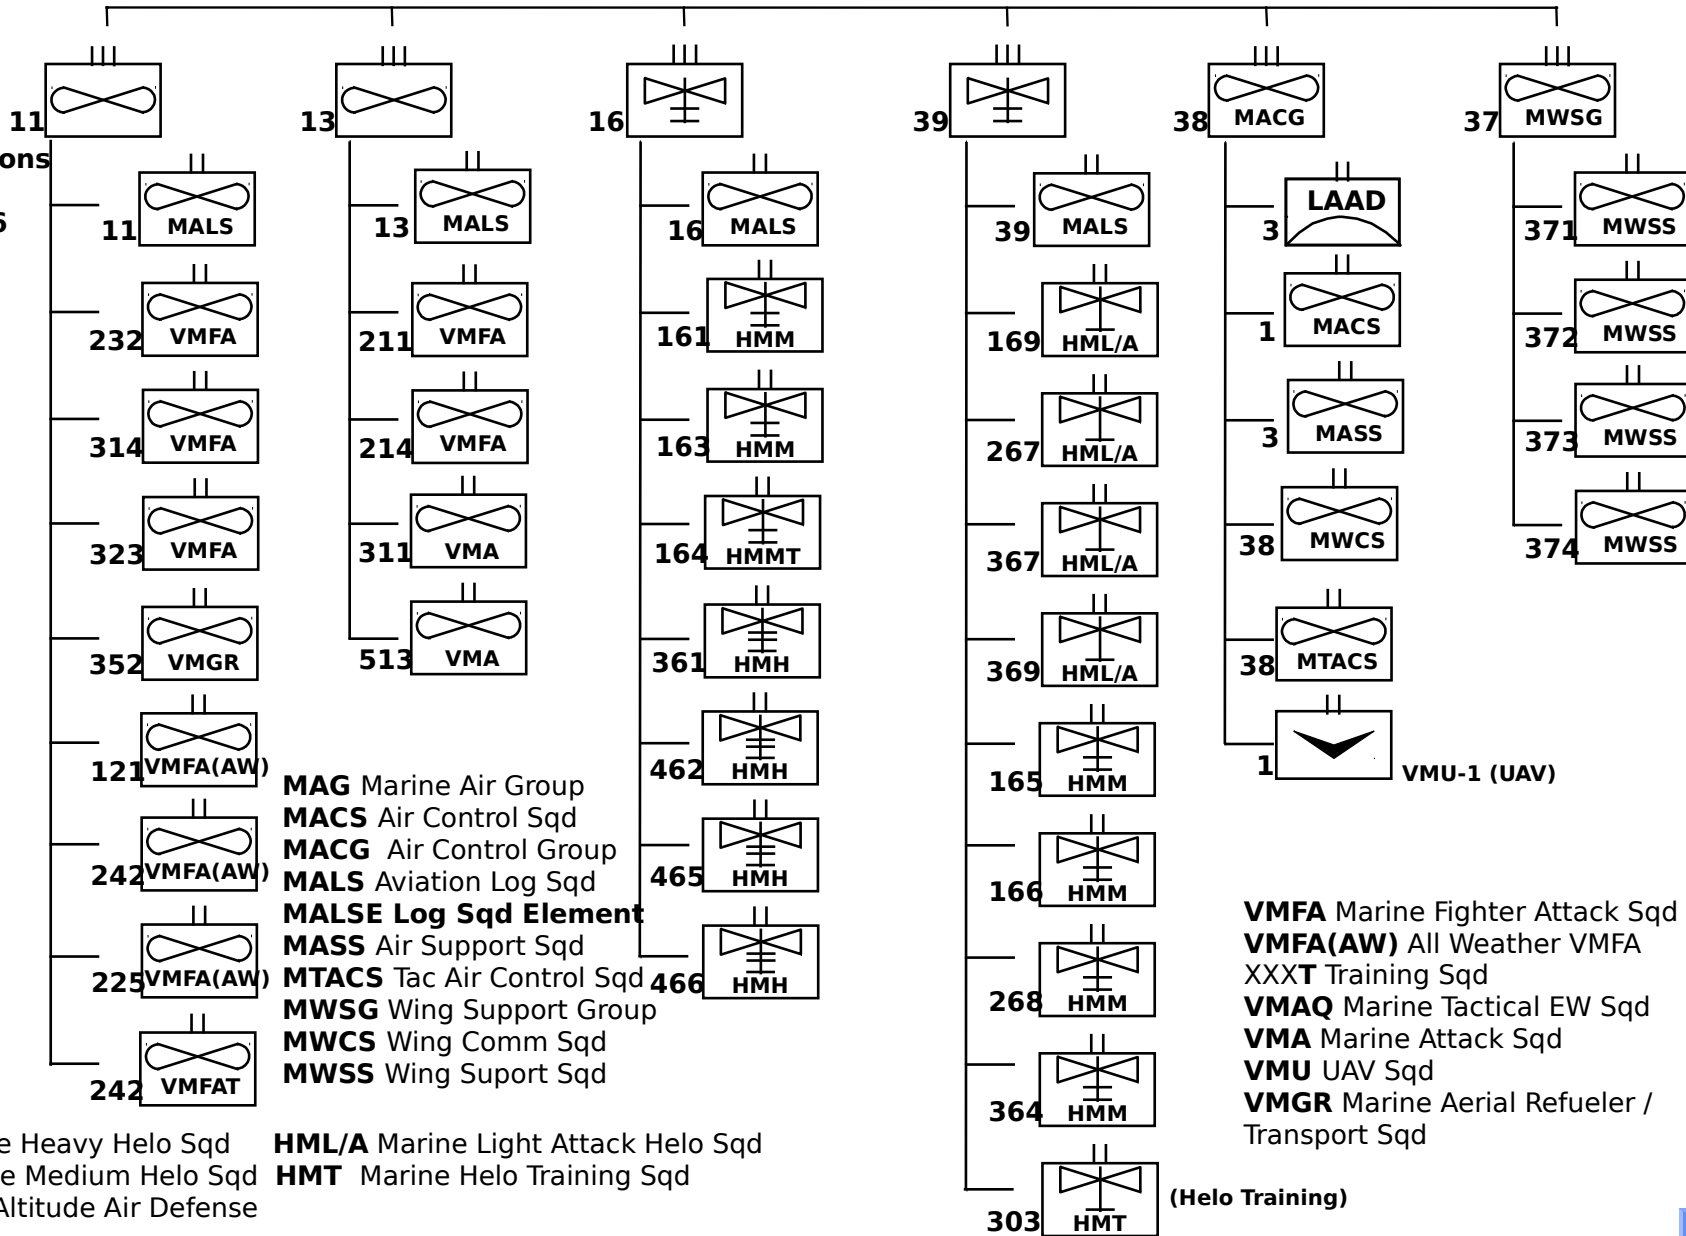 11
13
16
39
38 MACG
37 MWSG
ons
6
11 MALS
232 VMFA
314 VMFA
323 VMFA
352 VMGR
121 VMFA(AW)
242 VMFA(AW)
225 VMFA(AW)
242 VMFAT
13 MALS
211 VMFA
214 VMFA
311 VMA
513 VMA
16 MALS
161 HMM
163 HMM
164 HMMT
361 HMH
462 HMH
465 HMH
466 HMH
39 MALS
169 HML/A
267 HML/A
367 HML/A
369 HML/A
165 HMM
166 HMM
268 HMM
364 HMM
303 HMT
(Helo Training)
3 LAAD
1 MACS
3 MASS
38 MWCS
38 MTACS
1
VMU-1 (UAV)
371 MWSS
372 MWSS
373 MWSS
374 MWSS
MAG Marine Air Group
MACS Air Control Sqd
MACG Air Control Group
MALS Aviation Log Sqd
MALSE Log Sqd Element
MASS Air Support Sqd
MTACS Tac Air Control Sqd
MWSG Wing Support Group
MWCS Wing Comm Sqd
MWSS Wing Suport Sqd
VMFA Marine Fighter Attack Sqd
VMFA(AW) All Weather VMFA
XXXT Training Sqd
VMAQ Marine Tactical EW Sqd
VMA Marine Attack Sqd
VMU UAV Sqd
VMGR Marine Aerial Refueler /
Transport Sqd
e Heavy Helo Sqd HML/A Marine Light Attack Helo Sqd
e Medium Helo Sqd HMT Marine Helo Training Sqd
Altitude Air Defense